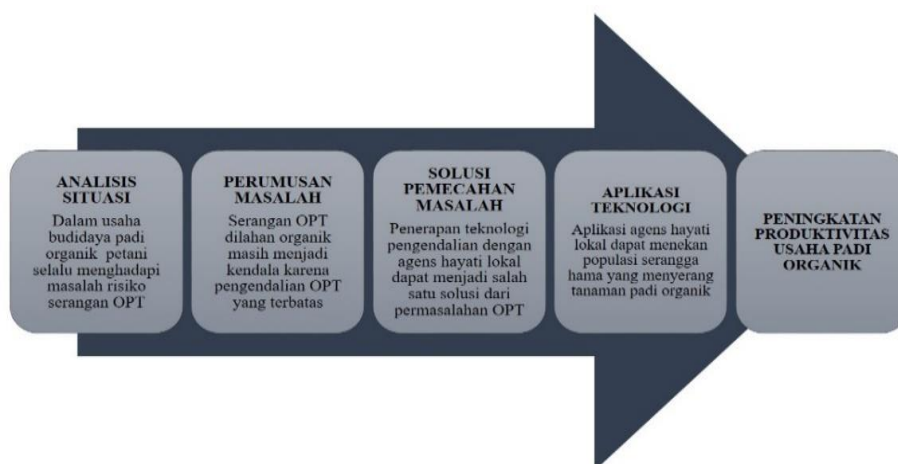 ANALISIS
SITUASI
Dalam usaha
budidaya padi
organik petani
selalu menghadapi
masalah risiko
serangan OPT
PERUMUSAN
MASALAH
Serangan OPT
dilahan organik
masih menjadi
kendala karena
pengendalian OPT
yang terbatas
SOLUSI
PEMECAHAN
MASALAH
Penerapan teknologi
pengendalian dengan
agens hayati lokal
dapat menjadi salah
satu solusi dari
permasalahan OPT
APLIKASI
TEKNOLOGI
Aplikasi agens hayati
lokal dapat menekan
populasi serangga
hama yang menyerang
tanaman padi organik
PENINGKATAN
PRODUKTIVITAS
USAHA PADI
ORGANIK